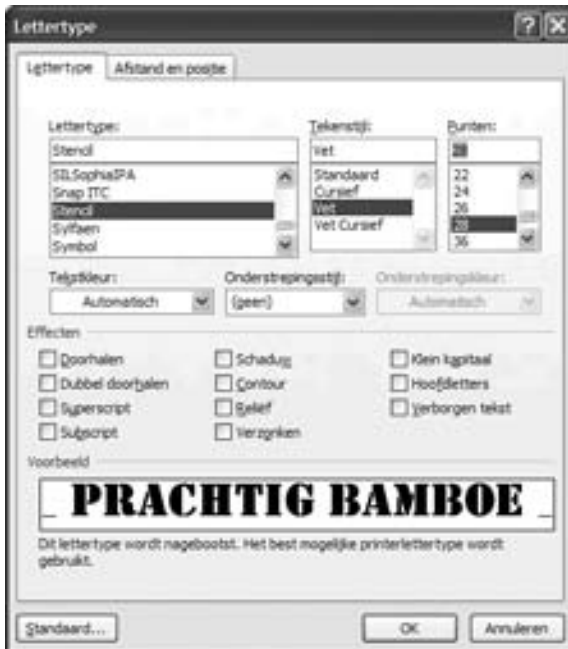 Lettertype
Lettertype Afstand en positie
Lettertype: Tekenstijl: Punten:
Stencil Vet 28
SILSophiaIPA Standaard 22
Snap ITC Cursief 24
Stencil Vet 26
Sylfaen Vet Cursief 28
Symbol 36
Tekstkleur: Onderstrepingsstijl: Onderstrepingskleur:
Automatisch (geen) Automatisch
Effecten
Doorhalen Schaduw Klein kapitaal
Dubbel doorhalen Contour Hoofdletters
Superscript Reliëf Verborgen tekst
Subscript Verzonken
Voorbeeld
PRACHTIG BAMBOE
Dit lettertype wordt nagebootst. Het best mogelijke printerlettertype wordt
gebruikt.
Standaard... OK Annuleren